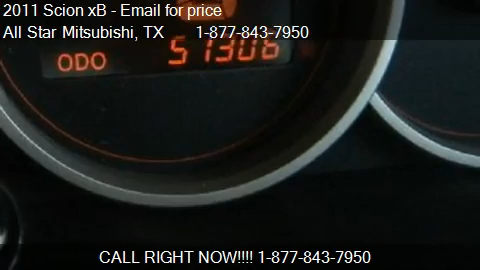 2011 Scion xB - Email for price
All Star Mitsubishi, TX 1-877-843-7950
ODO 51306
CALL RIGHT NOW!!!! 1-877-843-7950